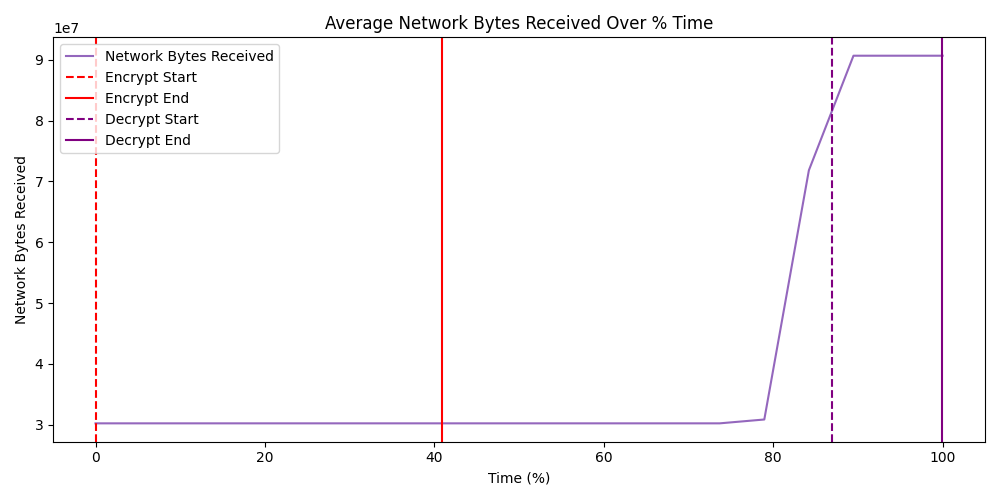 Average Network Bytes Received Over % Time
1e7
Network Bytes Received
Encrypt Start
Encrypt End
Decrypt Start
Decrypt End
9
8
7
6
5
4
3
Network Bytes Received
0 20 40 60 80 100
Time (%)